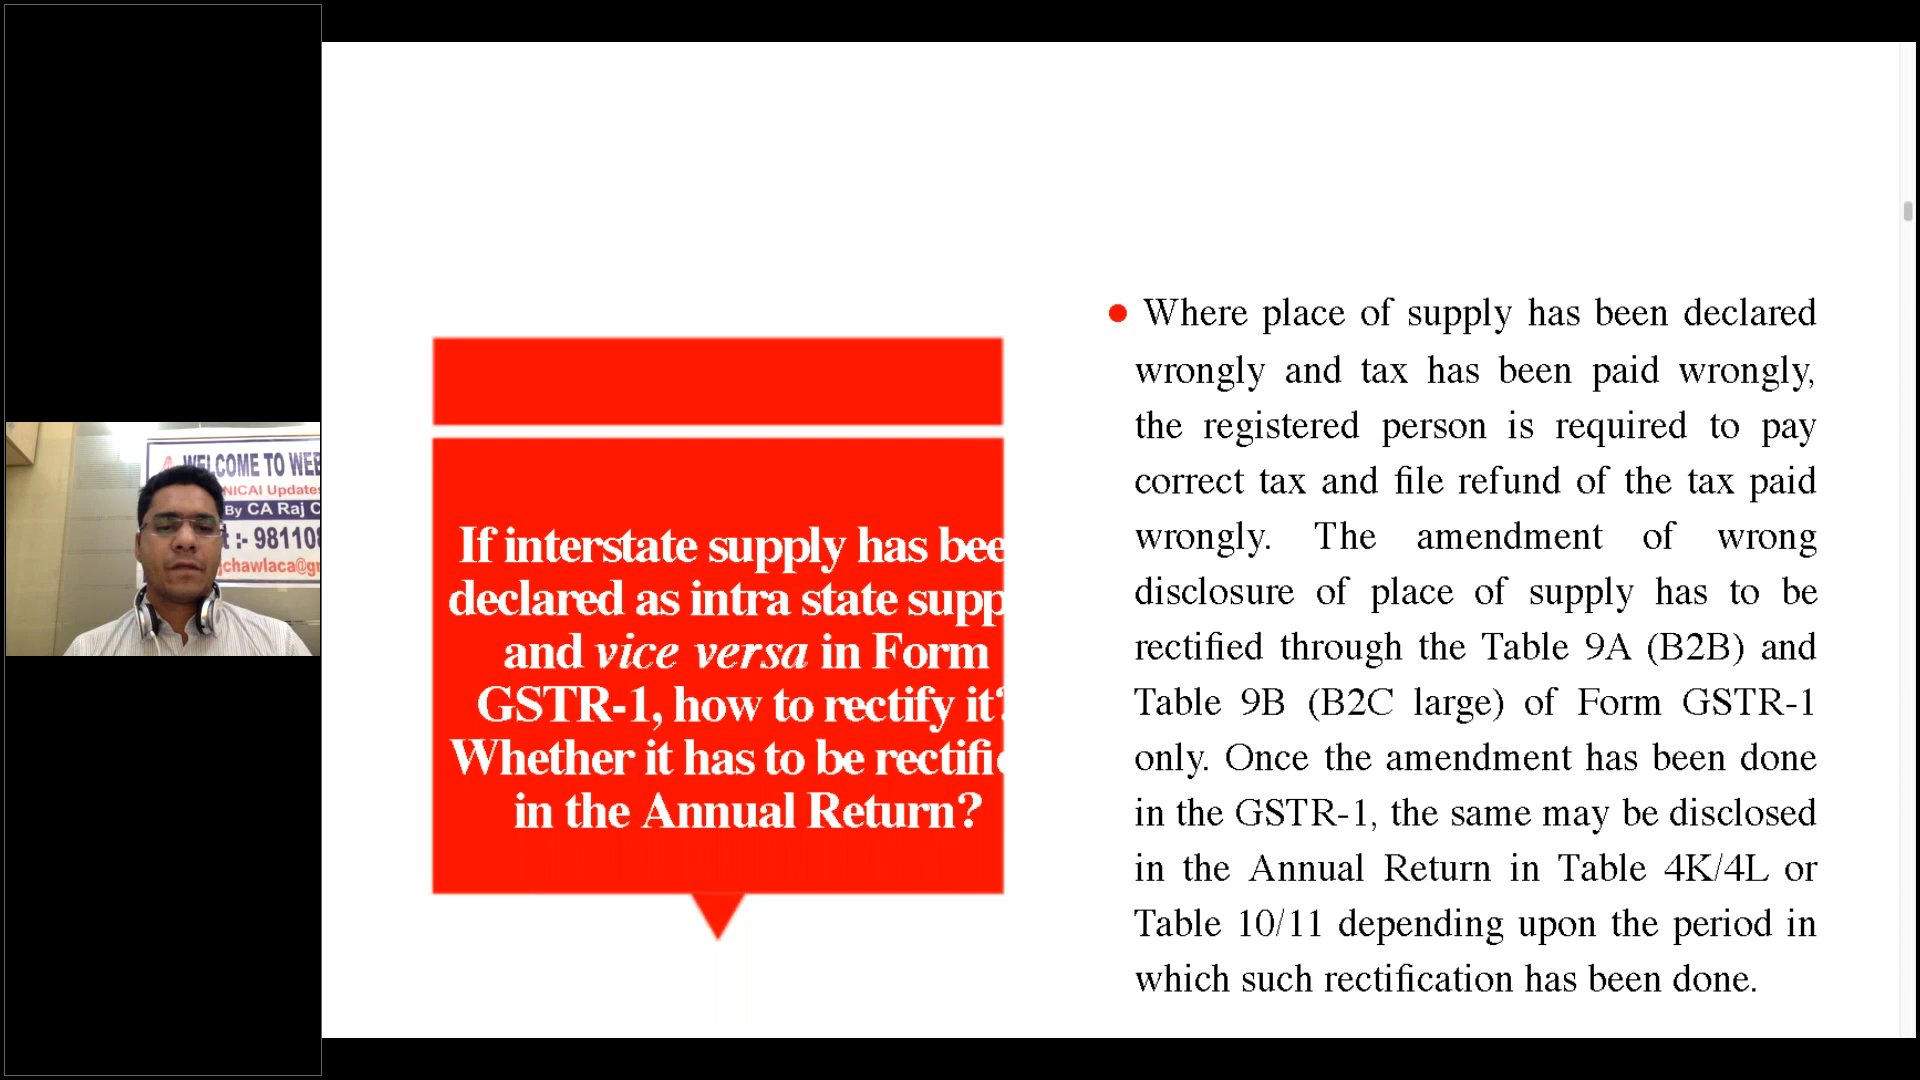 WELCOME TO WEB
NICAI Updates
By CA Raj C
t :- 981108
jchawlaca@g
If interstate supply has bee
declared as intra state supp
and vice versa in Form
GSTR-1, how to rectify it?
Whether it has to be rectifi
in the Annual Return?
Where place of supply has been declared
wrongly and tax has been paid wrongly,
the registered person is required to pay
correct tax and file refund of the tax paid
wrongly. The amendment of wrong
disclosure of place of supply has to be
rectified through the Table 9A (B2B) and
Table 9B (B2C large) of Form GSTR-1
only. Once the amendment has been done
in the GSTR-1, the same may be disclosed
in the Annual Return in Table 4K/4L or
Table 10/11 depending upon the period in
which such rectification has been done.